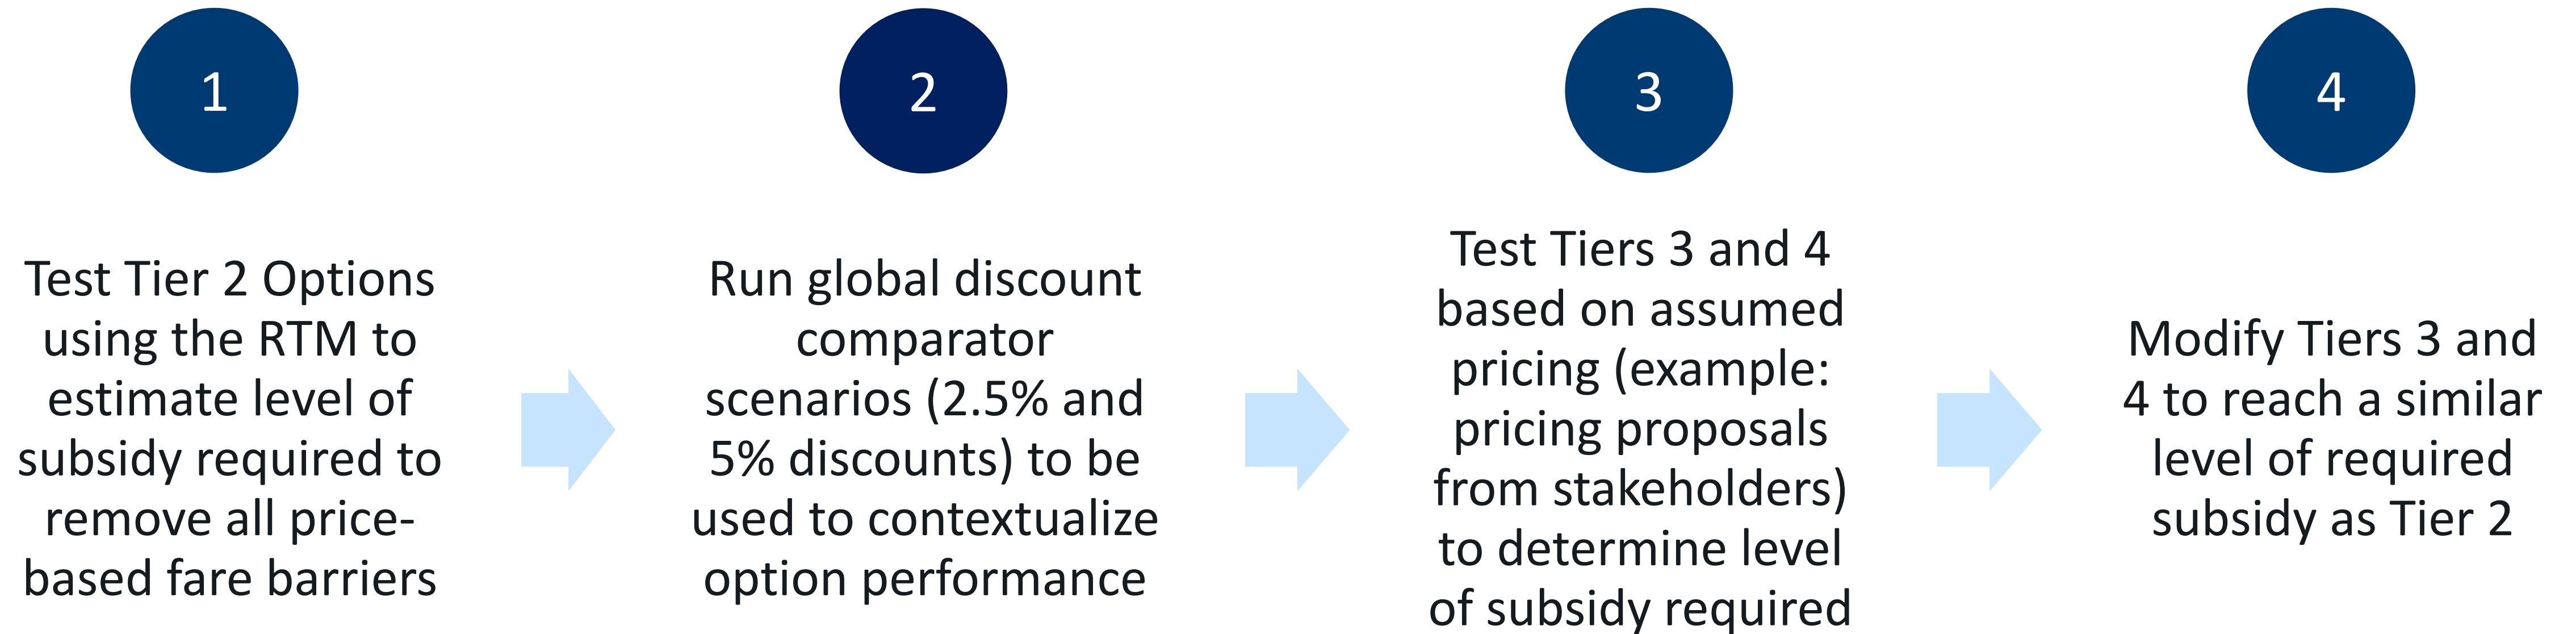 1
Test Tier 2 Options
using the RTM to
estimate level of
subsidy required to
remove all price-
based fare barriers
2
Run global discount
comparator
scenarios (2.5% and
5% discounts) to be
used to contextualize
option performance
3
Test Tiers 3 and 4
based on assumed
pricing (example:
pricing proposals
from stakeholders)
to determine level
of subsidy required
4
Modify Tiers 3 and
4 to reach a similar
level of required
subsidy as Tier 2